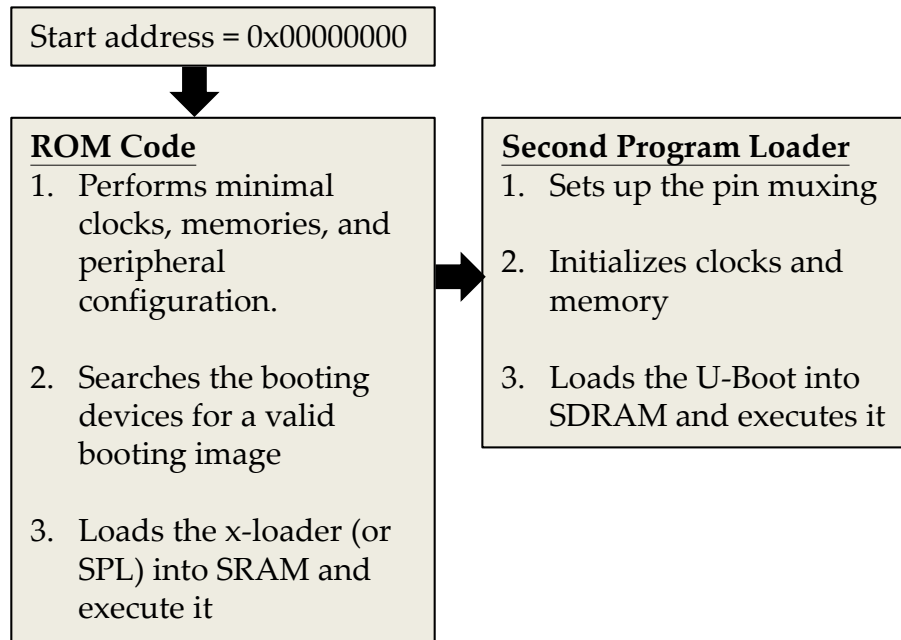 Start address = 0x00000000
ROM Code
1. Performs minimal
clocks, memories, and
peripheral
configuration.
2. Searches the booting
devices for a valid
booting image
3. Loads the x-loader (or
SPL) into SRAM and
execute it
Second Program Loader
1. Sets up the pin muxing
2. Initializes clocks and
memory
3. Loads the U-Boot into
SDRAM and executes it